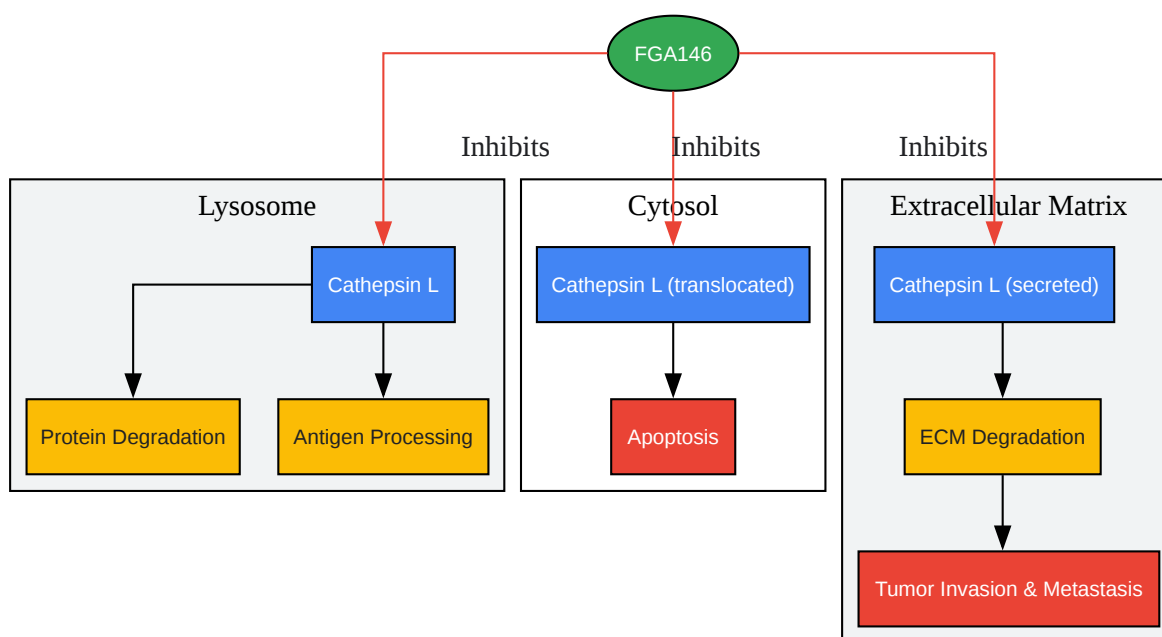 FGA146
Inhibits
Inhibits
Inhibits
Lysosome
Cytosol
Extracellular Matrix
Cathepsin L
Cathepsin L (translocated)
Cathepsin L (secreted)
Protein Degradation
Antigen Processing
Apoptosis
ECM Degradation
Tumor Invasion & Metastasis